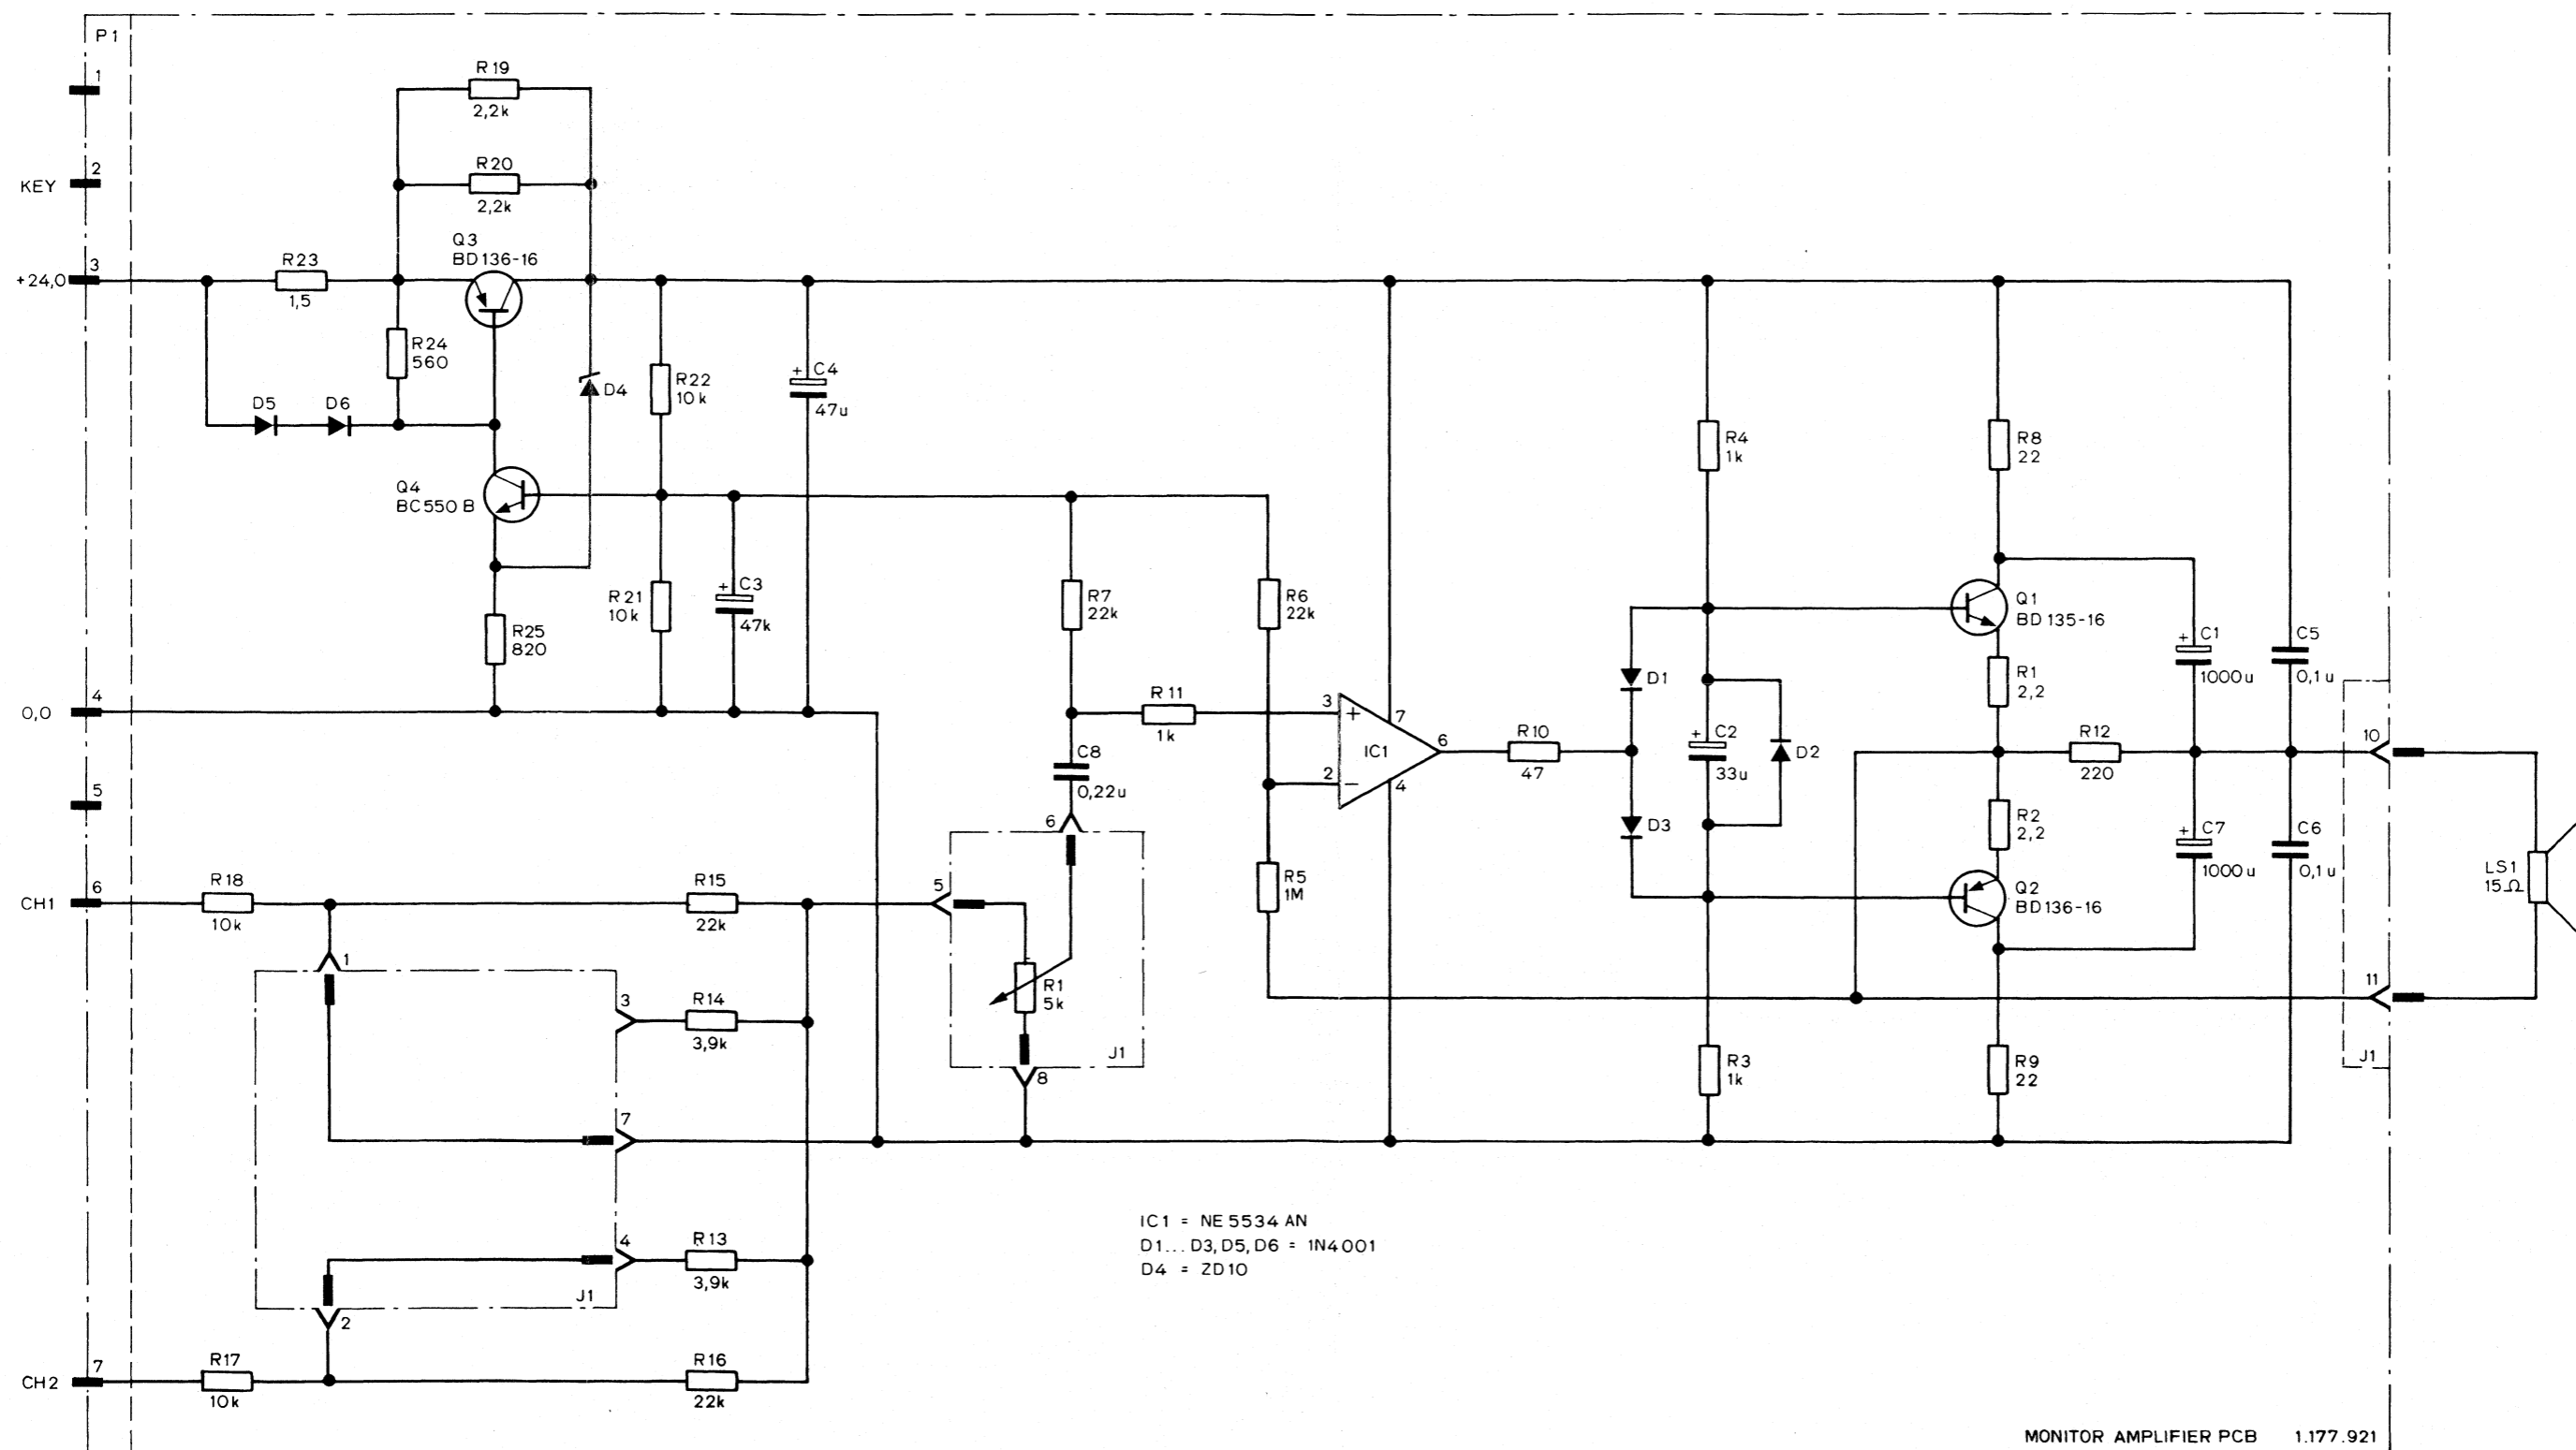 P1
1
R19
2,2k
KEY
2
R20
2,2k
+24,0
3
R23
1,5
Q3
BD136-16
R24
560
D5
D6
D4
R22
10k
+
C4
47u
R4
1k
R8
22
Q4
BC550 B
R25
820
R21
10k
+
C3
47k
R7
22k
R6
22k
Q1
BD135-16
R1
2,2
+
C1
1000u
C5
0,1u
0,0
4
R11
1k
3
+
7
IC1
6
2
−
4
R10
47
D1
+
C2
33u
D2
D3
R12
220
10
C8
0,22u
5
6
R2
2,2
+
C7
1000u
C6
0,1u
LS1
15Ω
CH1
6
R18
10k
R15
22k
5
R5
1M
Q2
BD136-16
1
3
R14
3,9k
R1
5k
J1
8
11
R3
1k
R9
22
J1
7
4
R13
3,9k
J1
2
CH2
7
R17
10k
R16
22k
IC1 = NE5534 AN
D1...D3,D5,D6 = 1N4001
D4 = ZD10
MONITOR AMPLIFIER PCB 1.177.921